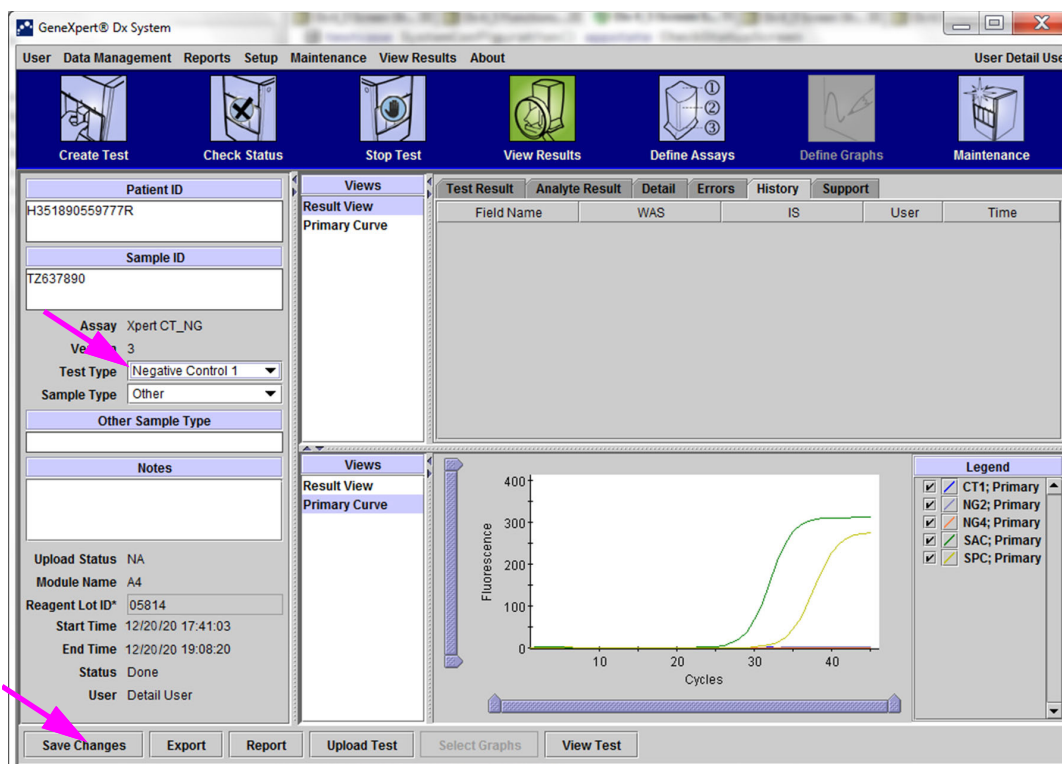 GeneXpert® Dx System
User Data Management Reports Setup Maintenance View Results About User Detail Use
Create Test Check Status Stop Test View Results Define Assays Define Graphs Maintenance
Patient ID
H351890559777R
Sample ID
TZ637890
Assay Xpert CT_NG
3
Test Type Negative Control 1
Sample Type Other
Other Sample Type
Notes
Upload Status NA
Module Name A4
Reagent Lot ID* 05814
Start Time 12/20/20 17:41:03
End Time 12/20/20 19:08:20
Status Done
User Detail User
Views
Result View
Primary Curve
Test Result Analyte Result Detail Errors History Support
Field Name WAS IS User Time
Views
Result View
Primary Curve
400
300
200
100
0
Fluorescence
10 20 30 40
Cycles
Legend
CT1; Primary
NG2; Primary
NG4; Primary
SAC; Primary
SPC; Primary
Save Changes Export Report Upload Test Select Graphs View Test